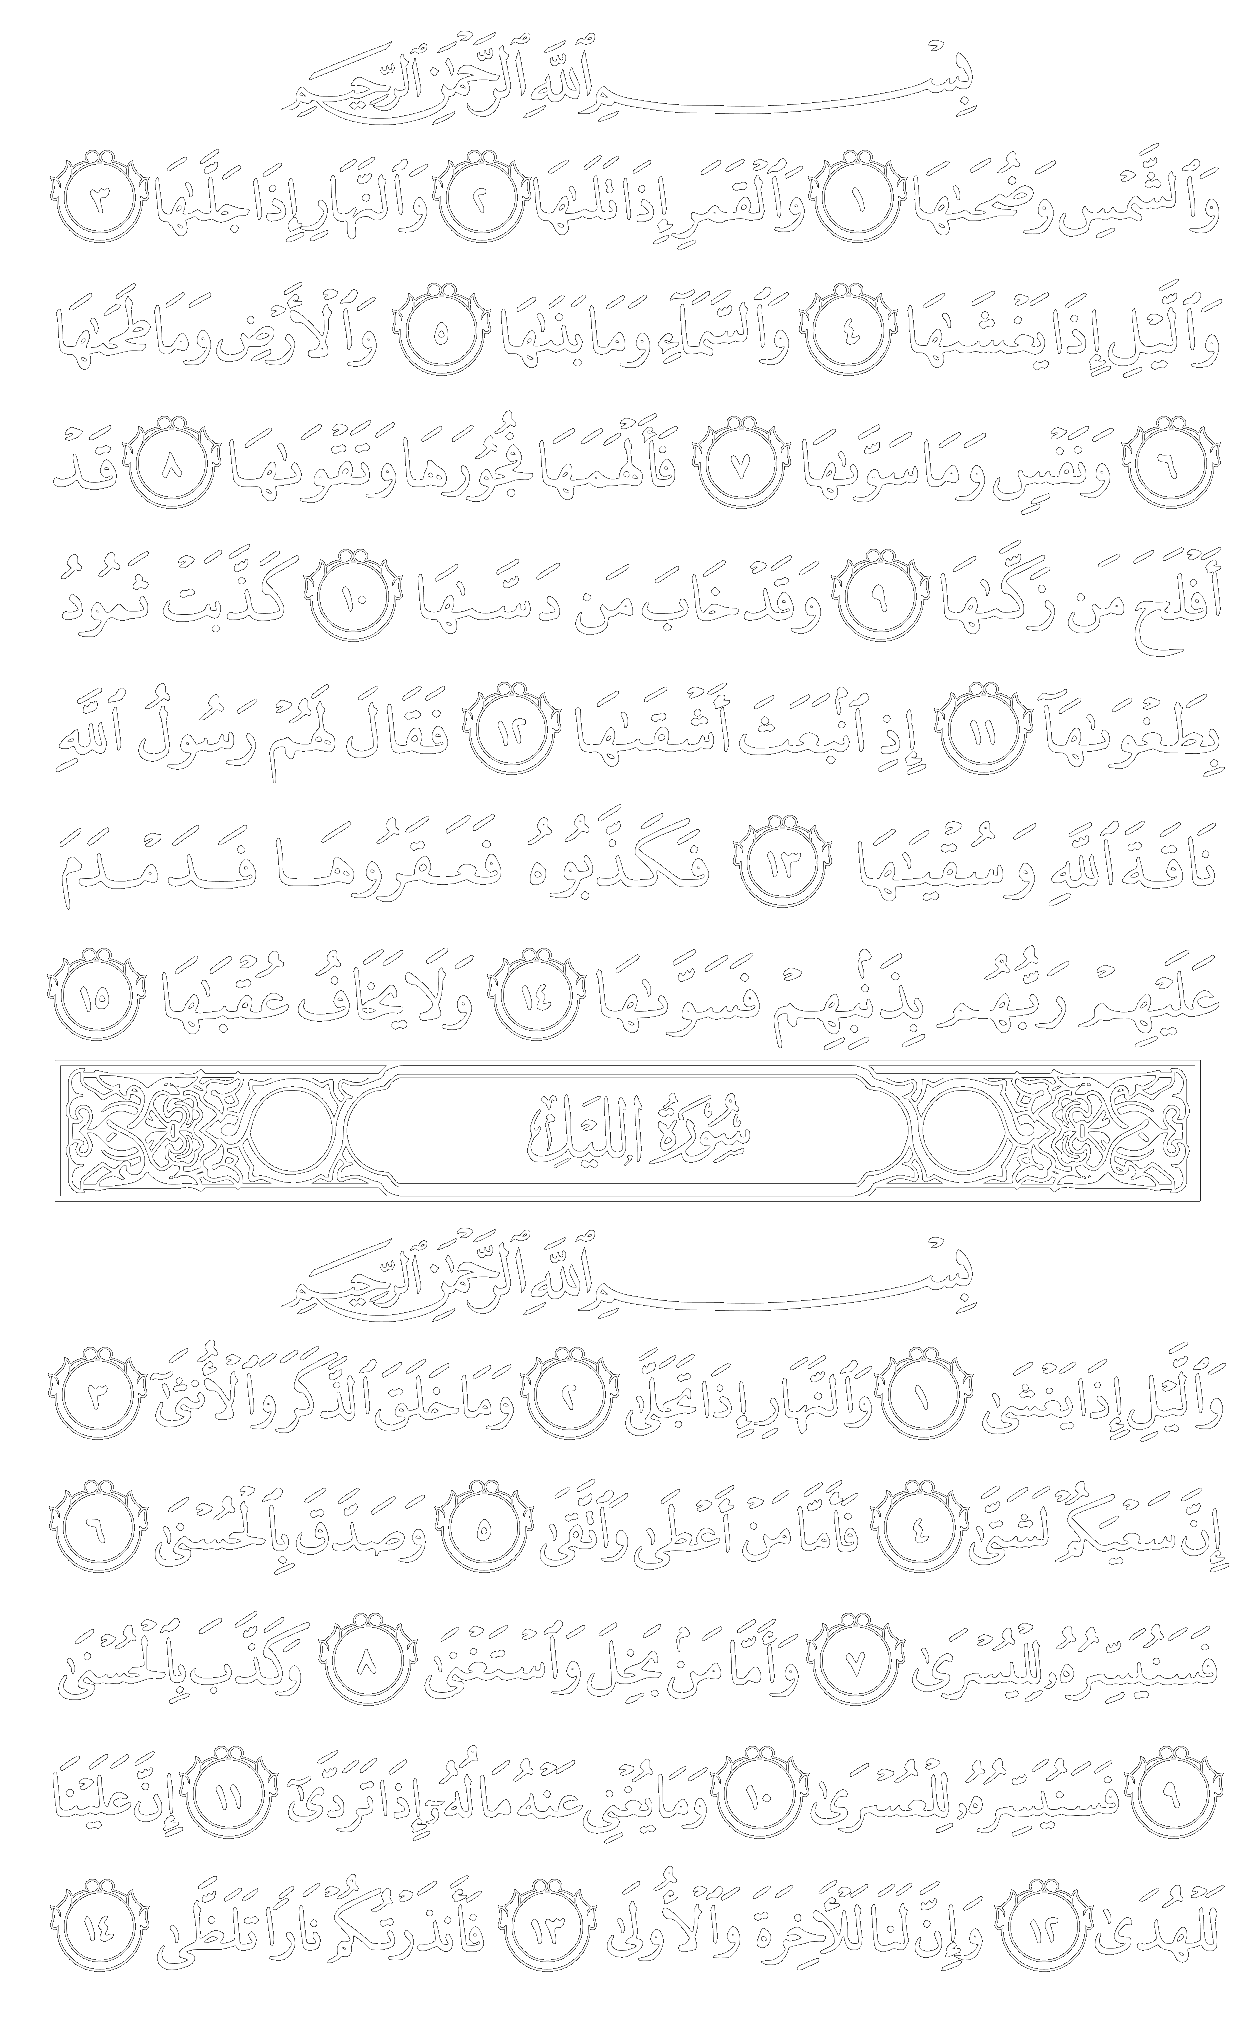 بِسْمِ ٱللَّهِ ٱلرَّحْمَٰنِ ٱلرَّحِيمِ
وَٱلشَّمْسِ وَضُحَىٰهَا ١ وَٱلْقَمَرِ إِذَا تَلَىٰهَا ٢ وَٱلنَّهَارِ إِذَا جَلَّىٰهَا ٣
وَٱلَّيْلِ إِذَا يَغْشَىٰهَا ٤ وَٱلسَّمَآءِ وَمَا بَنَىٰهَا ٥ وَٱلْأَرْضِ وَمَا طَحَىٰهَا
٦ وَنَفْسٍ وَمَا سَوَّىٰهَا ٧ فَأَلْهَمَهَا فُجُورَهَا وَتَقْوَىٰهَا ٨ قَدْ
أَفْلَحَ مَن زَكَّىٰهَا ٩ وَقَدْ خَابَ مَن دَسَّىٰهَا ١٠ كَذَّبَتْ ثَمُودُ
بِطَغْوَىٰهَآ ١١ إِذِ ٱنۢبَعَثَ أَشْقَىٰهَا ١٢ فَقَالَ لَهُمْ رَسُولُ ٱللَّهِ
نَاقَةَ ٱللَّهِ وَسُقْيَٰهَا ١٣ فَكَذَّبُوهُ فَعَقَرُوهَا فَدَمْدَمَ
عَلَيْهِمْ رَبُّهُم بِذَنۢبِهِمْ فَسَوَّىٰهَا ١٤ وَلَا يَخَافُ عُقْبَٰهَا ١٥
سُورَةُ الليل
بِسْمِ ٱللَّهِ ٱلرَّحْمَٰنِ ٱلرَّحِيمِ
وَٱلَّيْلِ إِذَا يَغْشَىٰ ١ وَٱلنَّهَارِ إِذَا تَجَلَّىٰ ٢ وَمَا خَلَقَ ٱلذَّكَرَ وَٱلْأُنثَىٰٓ ٣
إِنَّ سَعْيَكُمْ لَشَتَّىٰ ٤ فَأَمَّا مَنْ أَعْطَىٰ وَٱتَّقَىٰ ٥ وَصَدَّقَ بِٱلْحُسْنَىٰ ٦
فَسَنُيَسِّرُهُۥ لِلْيُسْرَىٰ ٧ وَأَمَّا مَنۢ بَخِلَ وَٱسْتَغْنَىٰ ٨ وَكَذَّبَ بِٱلْحُسْنَىٰ
٩ فَسَنُيَسِّرُهُۥ لِلْعُسْرَىٰ ١٠ وَمَا يُغْنِي عَنْهُ مَالُهُۥٓ إِذَا تَرَدَّىٰٓ ١١ إِنَّ عَلَيْنَا
لَلْهُدَىٰ ١٢ وَإِنَّ لَنَا لَلْأَخِرَةَ وَٱلْأُولَىٰ ١٣ فَأَنذَرْتُكُمْ نَارًا تَلَظَّىٰ ١٤